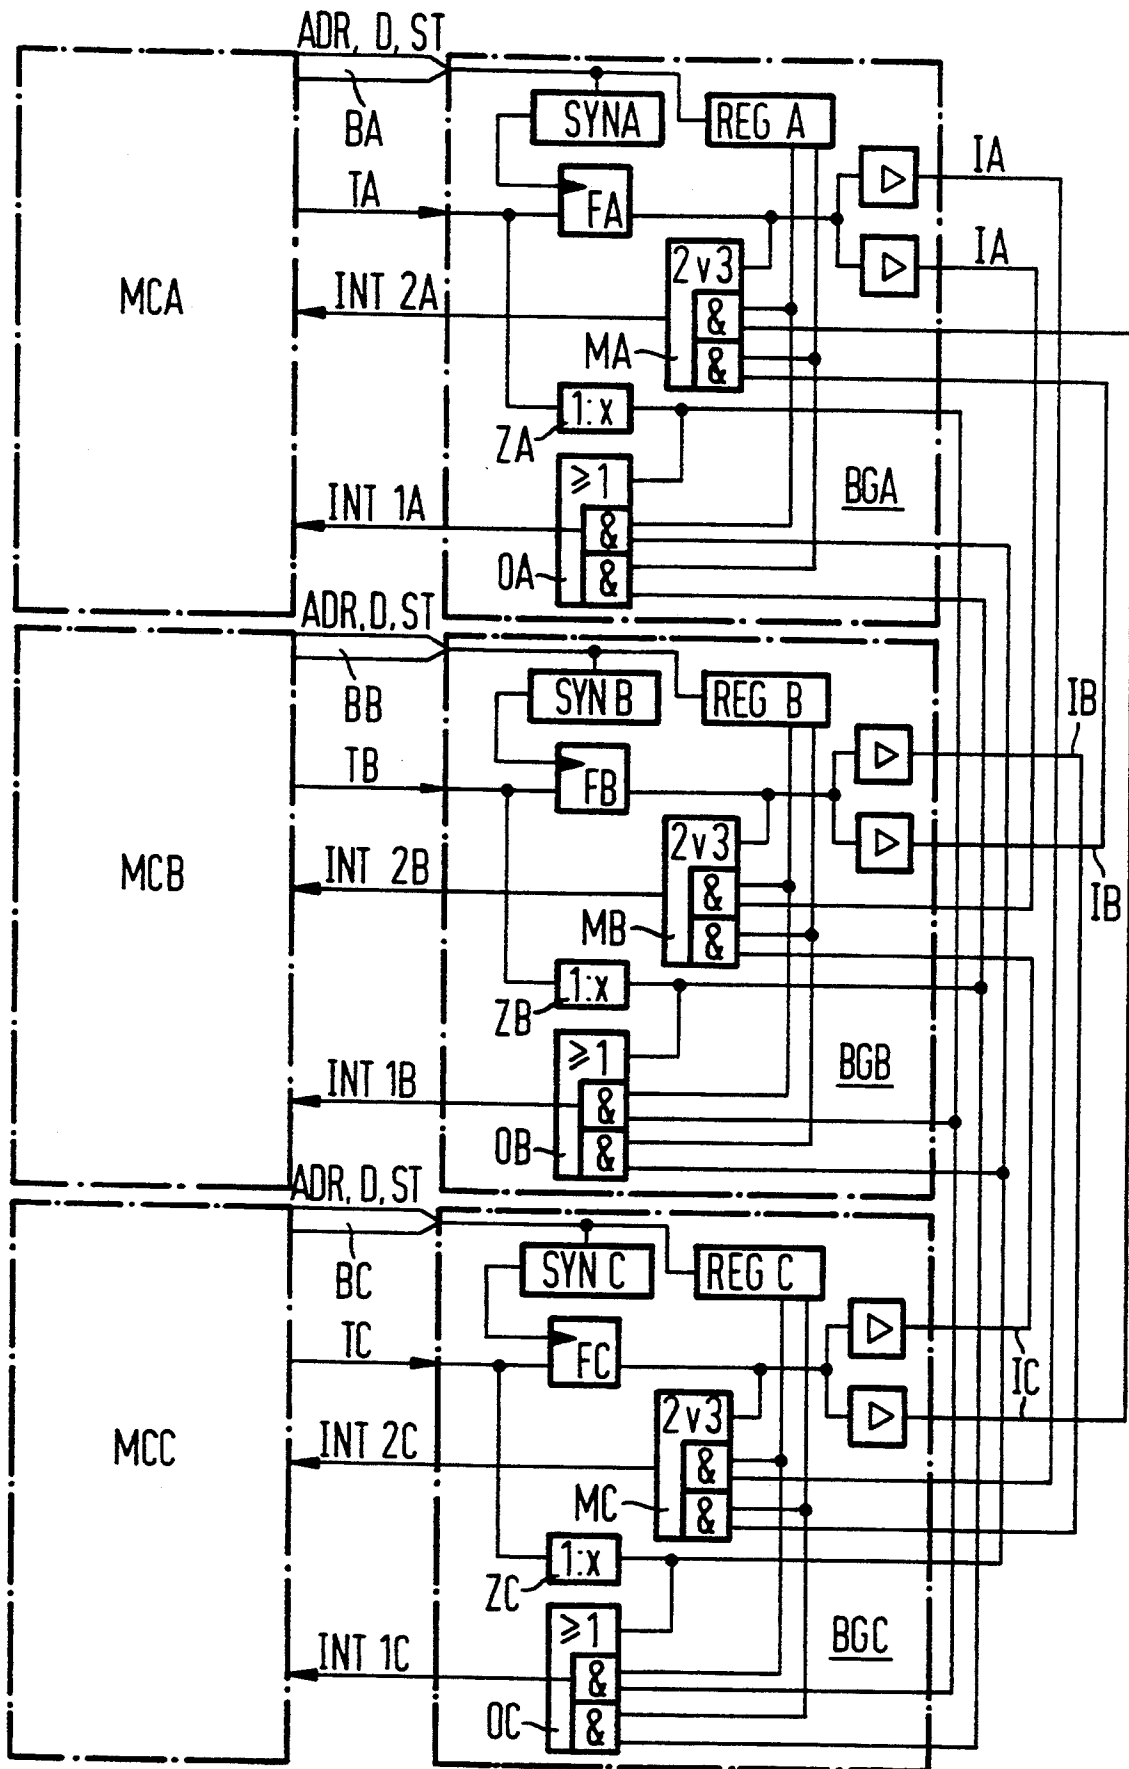 ADR, D, ST
BA
SYNA
REG A
IA
TA
FA
IA
MCA
INT 2A
2v3
&
MA
&
1:x
ZA
≥1
BGA
INT 1A
&
OA
&
ADR, D, ST
BB
SYN B
REG B
IB
TB
FB
MCB
INT 2B
2v3
&
IB
MB
&
1:x
ZB
≥1
BGB
INT 1B
&
OB
&
ADR, D, ST
BC
SYN C
REG C
TC
FC
IC
MCC
INT 2C
2v3
&
MC
&
1:x
ZC
≥1
BGC
INT 1C
&
OC
&